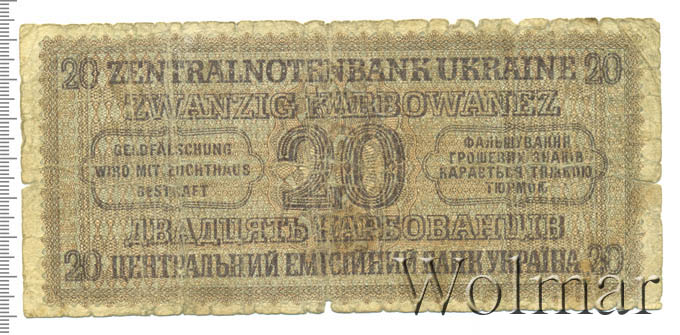 20 ZENTRALNOTENBANK UKRAINE 20
ZWANZIG KARBOWANEZ
GELDFÄLSCHUNG
WIRD MIT ZUCHTHAUS
BESTRAFT
20
ФАЛЬШУВАННЯ
ГРОШЕВИХ ЗНАКІВ
КАРАЄТЬСЯ ТЯЖКОЮ
ТЮРМОЮ
ДВАДЦЯТЬ КАРБОВАНЦІВ
20 ЦЕНТРАЛЬНИЙ ЕМІСІЙНИЙ БАНК УКРАЇНА 20
Wolmar